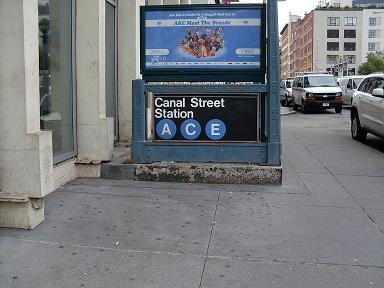 AKC Meet The Breeds
Canal Street
Station
A C E